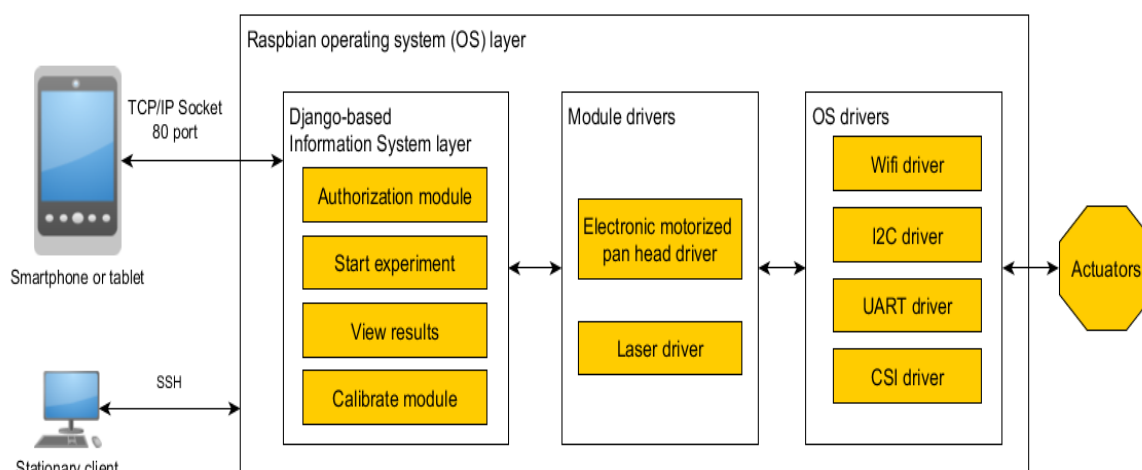 Raspbian operating system (OS) layer
TCP/IP Socket
80 port
Smartphone or tablet
SSH
Stationary client
Django-based
Information System layer
Authorization module
Start experiment
View results
Calibrate module
Module drivers
Electronic motorized
pan head driver
Laser driver
OS drivers
Wifi driver
I2C driver
UART driver
CSI driver
Actuators